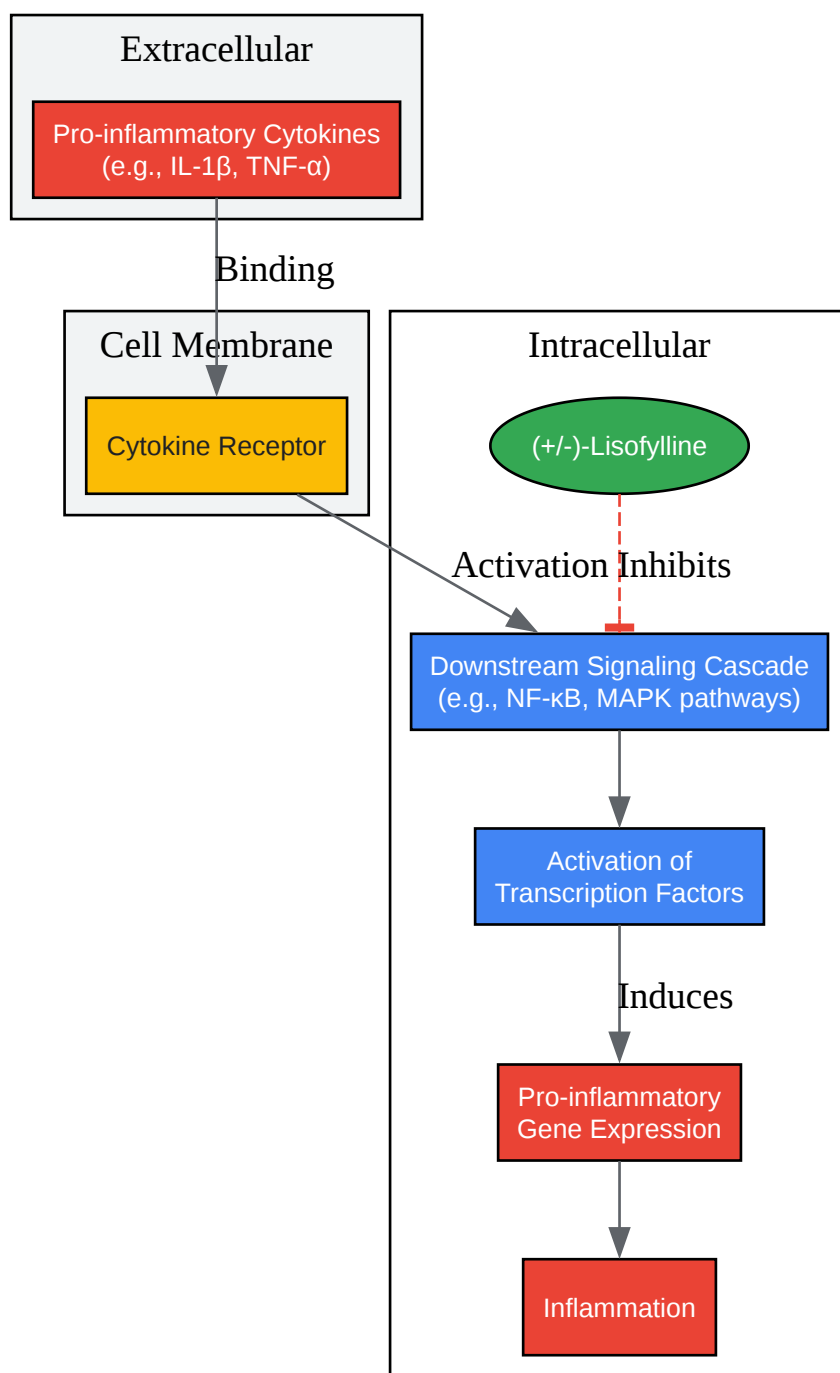 Extracellular
Pro-inflammatory Cytokines
(e.g., IL-1β, TNF-α)
Binding
Cell Membrane
Cytokine Receptor
Intracellular
(+/-)-Lisofylline
Activation
Inhibits
Downstream Signaling Cascade
(e.g., NF-κB, MAPK pathways)
Activation of
Transcription Factors
Induces
Pro-inflammatory
Gene Expression
Inflammation